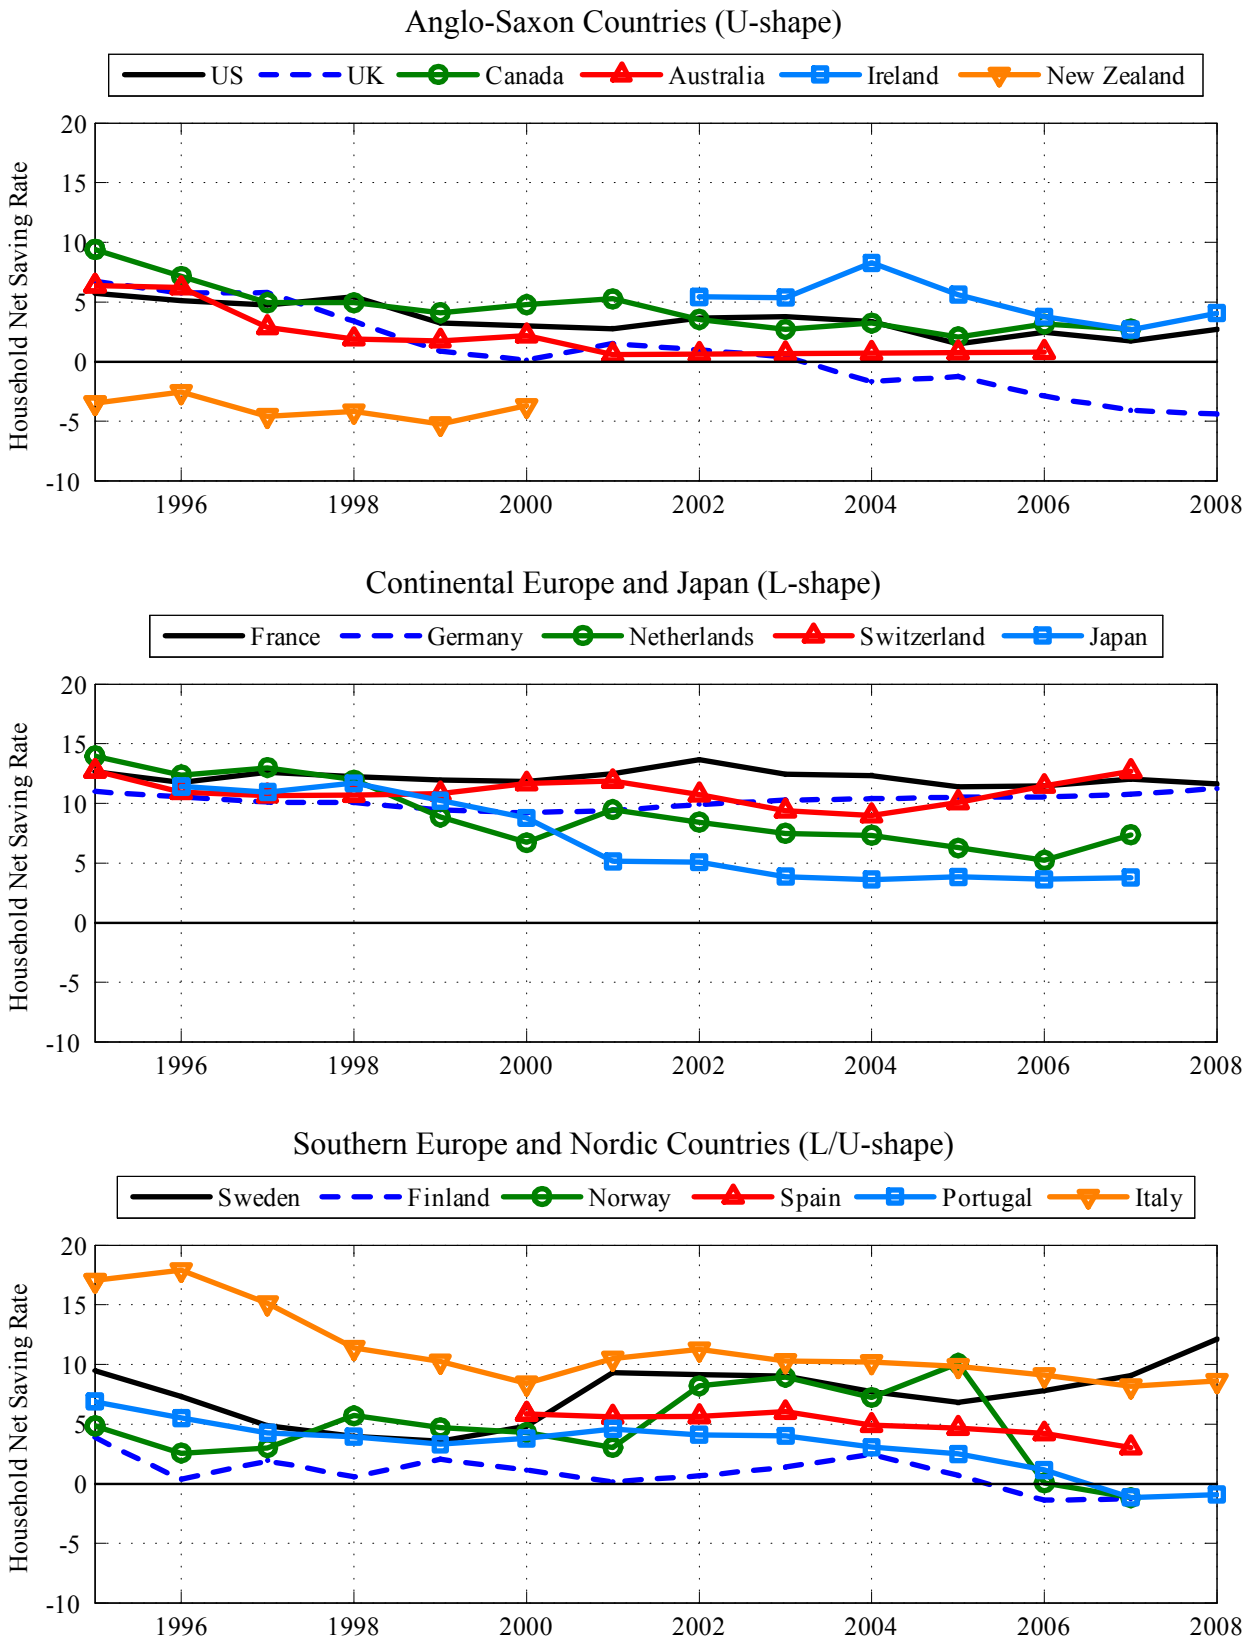 Anglo-Saxon Countries (U-shape)
US UK Canada Australia Ireland New Zealand
Household Net Saving Rate
20
15
10
5
0
-5
-10
1996 1998 2000 2002 2004 2006 2008
Continental Europe and Japan (L-shape)
France Germany Netherlands Switzerland Japan
Household Net Saving Rate
20
15
10
5
0
-5
-10
1996 1998 2000 2002 2004 2006 2008
Southern Europe and Nordic Countries (L/U-shape)
Sweden Finland Norway Spain Portugal Italy
Household Net Saving Rate
20
15
10
5
0
-5
-10
1996 1998 2000 2002 2004 2006 2008